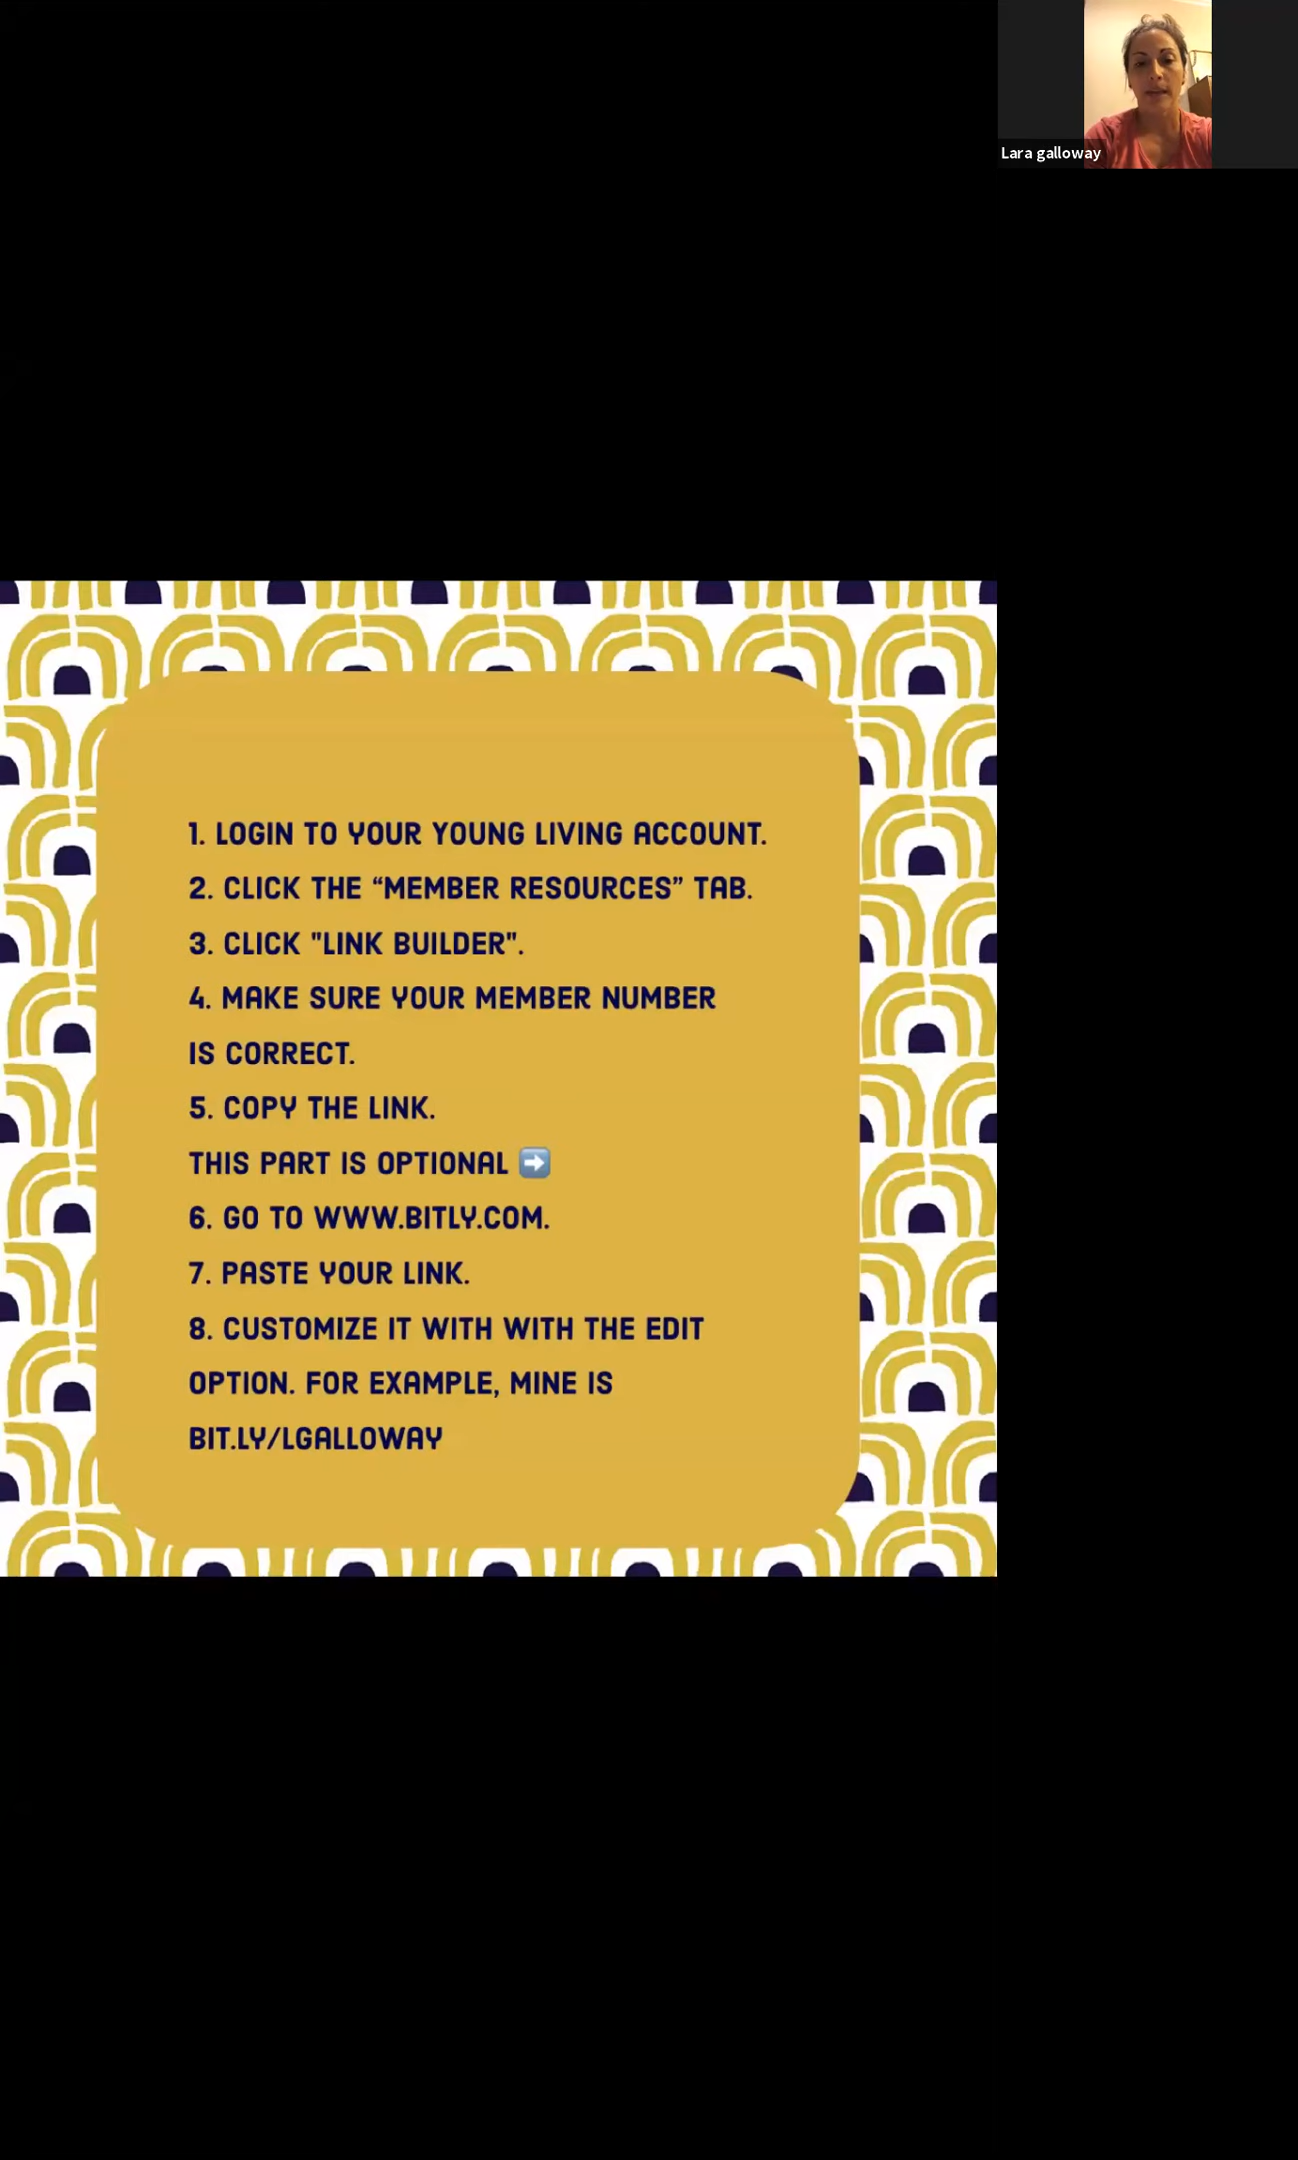 Lara galloway
1. LOGIN TO YOUR YOUNG LIVING ACCOUNT.
2. CLICK THE “MEMBER RESOURCES” TAB.
3. CLICK "LINK BUILDER".
4. MAKE SURE YOUR MEMBER NUMBER
IS CORRECT.
5. COPY THE LINK.
THIS PART IS OPTIONAL ➡️
6. GO TO WWW.BITLY.COM.
7. PASTE YOUR LINK.
8. CUSTOMIZE IT WITH WITH THE EDIT
OPTION. FOR EXAMPLE, MINE IS
BIT.LY/LGALLOWAY